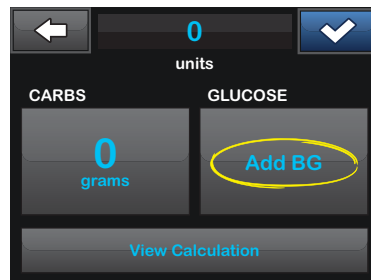 0
units
CARBS GLUCOSE
0
grams
Add BG
View Calculation